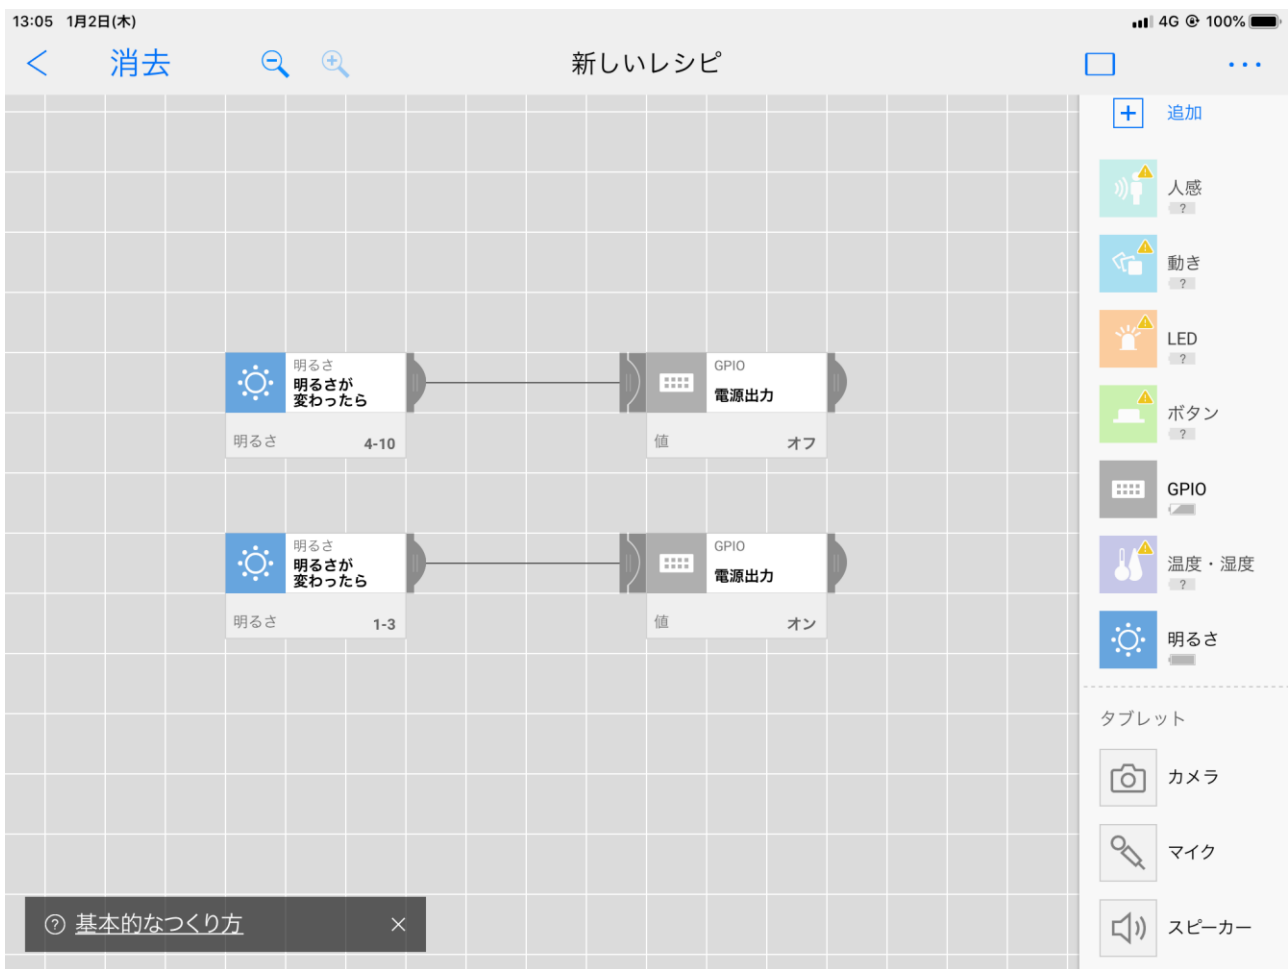 13:05 1月2日(木)
4G 100%
消去
新しいレシピ
追加
人感
?
動き
?
LED
?
ボタン
?
GPIO
温度・湿度
?
明るさ
タブレット
カメラ
マイク
スピーカー
明るさ
明るさが
変わったら
明るさ 4-10
GPIO
電源出力
値 オフ
明るさ
明るさが
変わったら
明るさ 1-3
GPIO
電源出力
値 オン
? 基本的なつくり方 ×